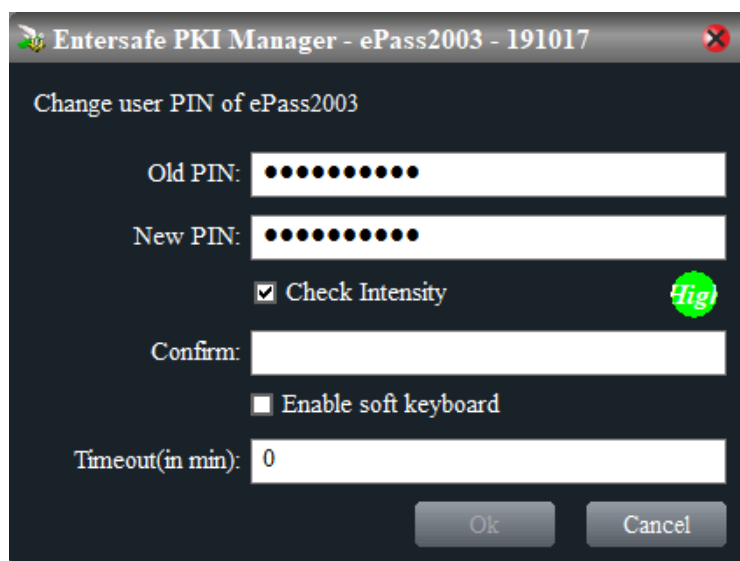 Entersafe PKI Manager - ePass2003 - 191017
Change user PIN of ePass2003
Old PIN: ●●●●●●●●●●
New PIN: ●●●●●●●●●●
Check Intensity High
Confirm:
Enable soft keyboard
Timeout(in min): 0
Ok Cancel